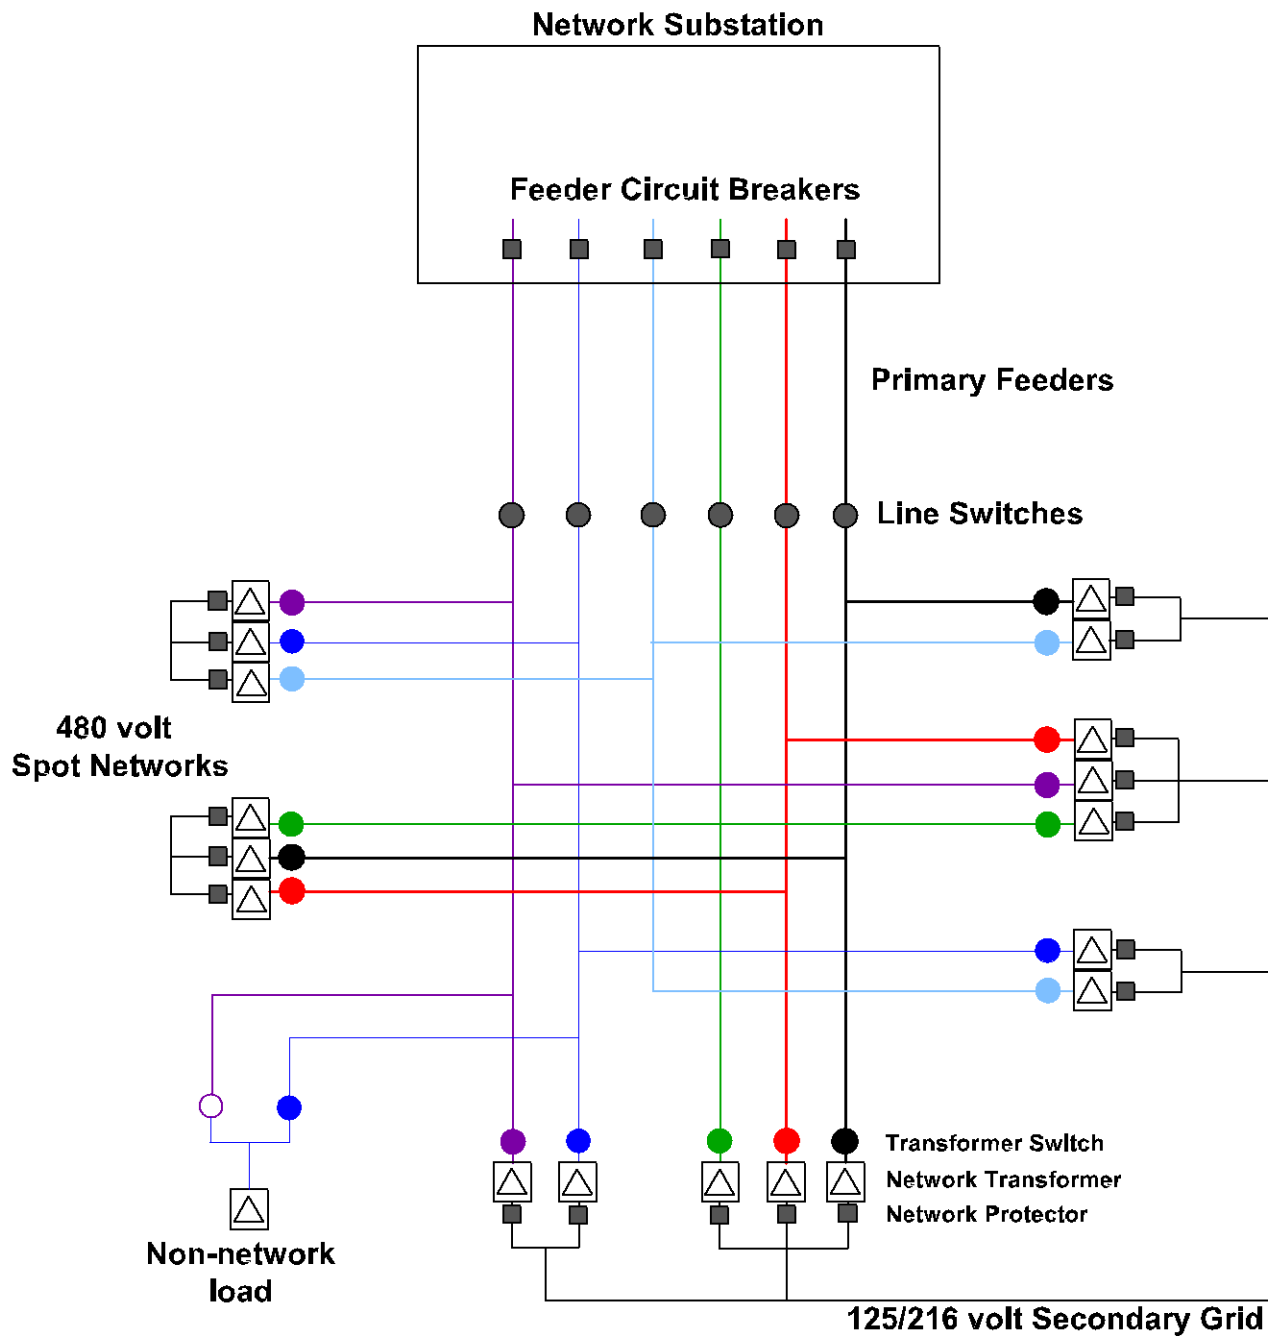 Network Substation
Feeder Circuit Breakers
Primary Feeders
Line Switches
480 volt
Spot Networks
Transformer Switch
Network Transformer
Network Protector
Non-network
load
125/216 volt Secondary Grid